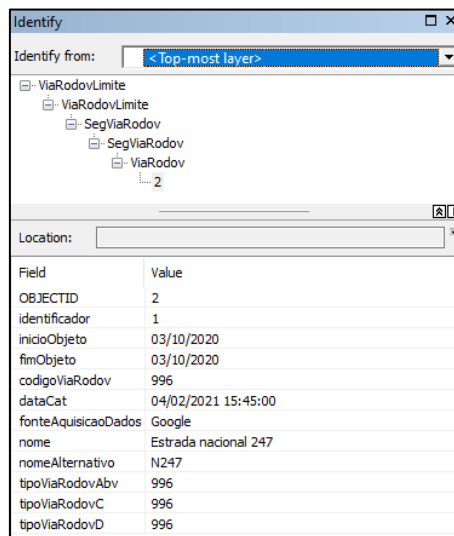 Identify
Identify from: <Top-most layer>
ViaRodovLimite
ViaRodovLimite
SegViaRodov
SegViaRodov
ViaRodov
2
Location:
Field Value
OBJECTID 2
identificador 1
inicioObjeto 03/10/2020
fimObjeto 03/10/2020
codigoViaRodov 996
dataCat 04/02/2021 15:45:00
fonteAquisicaoDados Google
nome Estrada nacional 247
nomeAlternativo N247
tipoViaRodovAbv 996
tipoViaRodovC 996
tipoViaRodovD 996